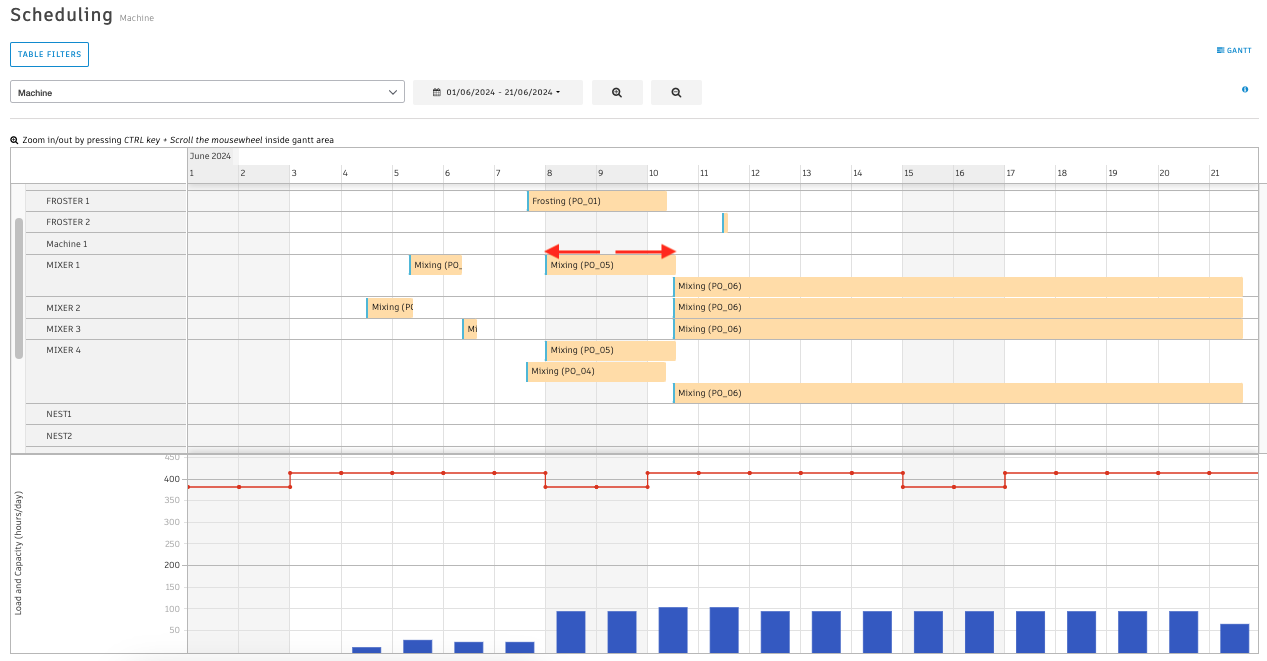 Scheduling Machine
TABLE FILTERS
GANTT
Machine
01/06/2024 - 21/06/2024
Zoom in/out by pressing CTRL key + Scroll the mousewheel inside gantt area
June 2024
1 2 3 4 5 6 7 8 9 10 11 12 13 14 15 16 17 18 19 20 21
FROSTER 1 Frosting (PO_01)
FROSTER 2
Machine 1
MIXER 1 Mixing (PO_ Mixing (PO_05)
Mixing (PO_06)
MIXER 2 Mixing (PO Mixing (PO_06)
MIXER 3 Mi Mixing (PO_06)
MIXER 4 Mixing (PO_05)
Mixing (PO_04)
Mixing (PO_06)
NEST1
NEST2
Load and Capacity (hours/day)
450
400
350
300
250
200
150
100
50